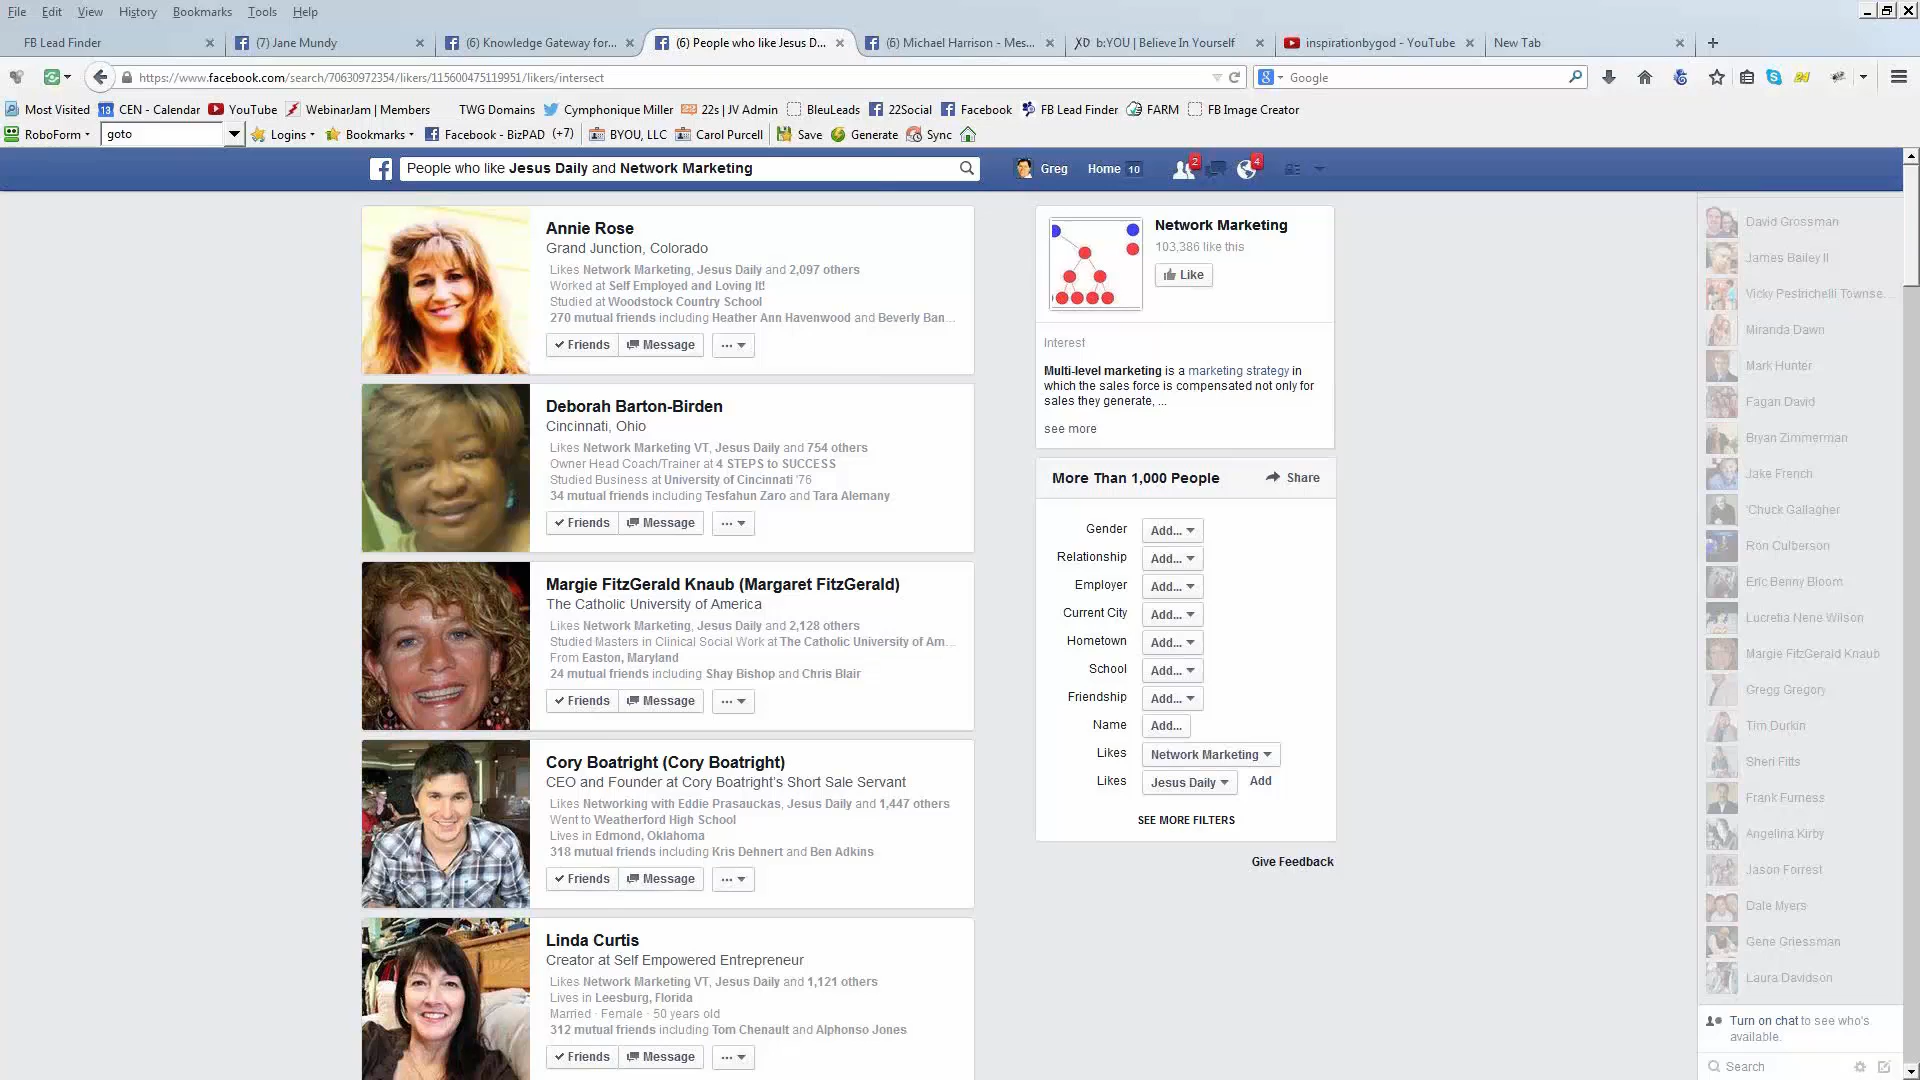 File Edit View History Bookmarks Tools Help
FB Lead Finder × (7) Jane Mundy × (6) Knowledge Gateway for... × (6) People who like Jesus D... × (6) Michael Harrison - Mes... × b:YOU | Believe In Yourself × inspirationbygod - YouTube × New Tab × +
https://www.facebook.com/search/70630972354/likers/115600475119951/likers/intersect Google
Most Visited CEN - Calendar YouTube WebinarJam | Members TWG Domains Cymphonique Miller 22s | JV Admin BleuLeads 22Social Facebook FB Lead Finder FARM FB Image Creator
RoboForm goto Logins Bookmarks Facebook - BizPAD (+7) BYOU, LLC Carol Purcell Save Generate Sync
People who like Jesus Daily and Network Marketing
Greg Home 10 2 4
Annie Rose
Grand Junction, Colorado
Likes Network Marketing, Jesus Daily and 2,097 others
Worked at Self Employed and Loving It!
Studied at Woodstock Country School
270 mutual friends including Heather Ann Havenwood and Beverly Ban...
Friends Message ...
Deborah Barton-Birden
Cincinnati, Ohio
Likes Network Marketing VT, Jesus Daily and 754 others
Owner Head Coach/Trainer at 4 STEPS to SUCCESS
Studied Business at University of Cincinnati '76
34 mutual friends including Tesfahun Zaro and Tara Alemany
Friends Message ...
Margie FitzGerald Knaub (Margaret FitzGerald)
The Catholic University of America
Likes Network Marketing, Jesus Daily and 2,128 others
Studied Masters in Clinical Social Work at The Catholic University of Am...
From Easton, Maryland
24 mutual friends including Shay Bishop and Chris Blair
Friends Message ...
Cory Boatright (Cory Boatright)
CEO and Founder at Cory Boatright's Short Sale Servant
Likes Networking with Eddie Prasauckas, Jesus Daily and 1,447 others
Went to Weatherford High School
Lives in Edmond, Oklahoma
318 mutual friends including Kris Dehnert and Ben Adkins
Friends Message ...
Linda Curtis
Creator at Self Empowered Entrepreneur
Likes Network Marketing VT, Jesus Daily and 1,121 others
Lives in Leesburg, Florida
Married · Female · 50 years old
312 mutual friends including Tom Chenault and Alphonso Jones
Friends Message ...
Network Marketing
103,386 like this
Like
Interest
Multi-level marketing is a marketing strategy in
which the sales force is compensated not only for
sales they generate, ...
see more
More Than 1,000 People Share
Gender Add...
Relationship Add...
Employer Add...
Current City Add...
Hometown Add...
School Add...
Friendship Add...
Name Add...
Likes Network Marketing
Likes Jesus Daily Add
SEE MORE FILTERS
Give Feedback
David Grossman
James Bailey II
Vicky Pestrichelli Townse...
Miranda Dawn
Mark Hunter
Fagan David
Bryan Zimmerman
Jake French
'Chuck Gallagher
Ron Culberson
Eric Benny Bloom
Lucretia Nene Wilson
Margie FitzGerald Knaub
Gregg Gregory
Tim Durkin
Sheri Fitts
Frank Furness
Angelina Kirby
Jason Forrest
Dale Myers
Gene Griessman
Laura Davidson
Turn on chat to see who's
available.
Search